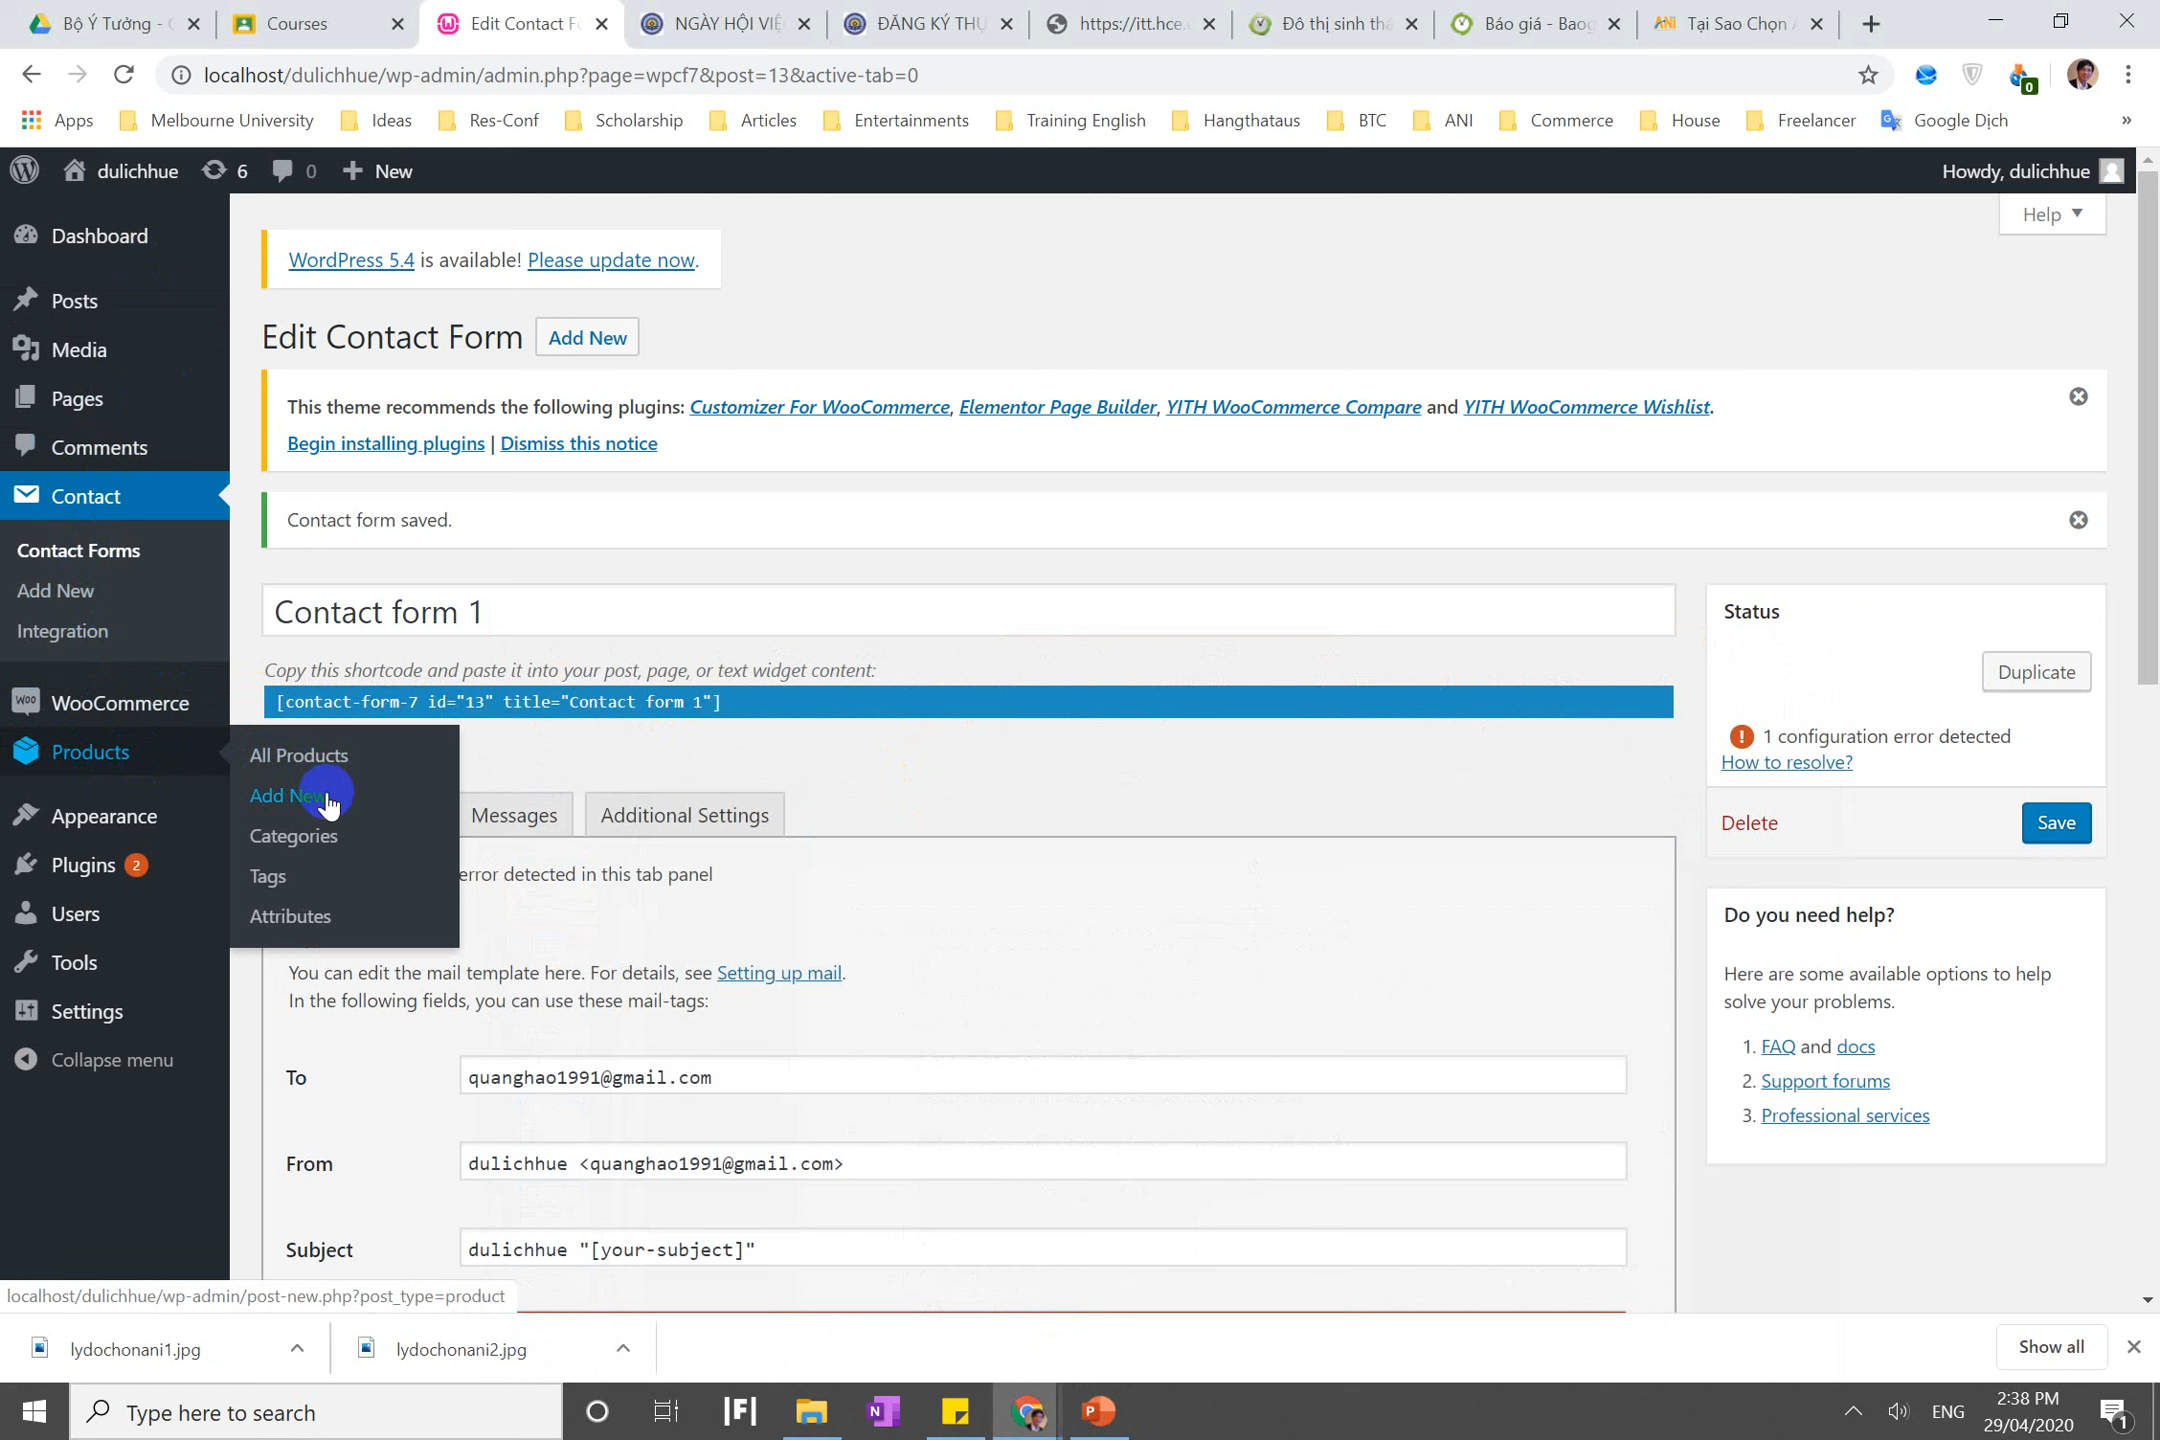 Bộ Ý Tưởng - C
Courses
Edit Contact Fo
NGÀY HỘI VIỆ
ĐĂNG KÝ THỰ
https://itt.hce.
Đô thị sinh thá
Báo giá - Baog
Tại Sao Chọn A
localhost/dulichhue/wp-admin/admin.php?page=wpcf7&post=13&active-tab=0
0
Apps
Melbourne University
Ideas
Res-Conf
Scholarship
Articles
Entertainments
Training English
Hangthataus
BTC
ANI
Commerce
House
Freelancer
Google Dịch
»
dulichhue
6
0
New
Howdy, dulichhue
Help
Dashboard
Posts
Media
Pages
Comments
Contact
Contact Forms
Add New
Integration
WooCommerce
Products
Appearance
Plugins 2
Users
Tools
Settings
Collapse menu
All Products
Add New
Categories
Tags
Attributes
WordPress 5.4 is available! Please update now.
Edit Contact Form
Add New
This theme recommends the following plugins: Customizer For WooCommerce, Elementor Page Builder, YITH WooCommerce Compare and YITH WooCommerce Wishlist.
Begin installing plugins | Dismiss this notice
Contact form saved.
Contact form 1
Copy this shortcode and paste it into your post, page, or text widget content:
[contact-form-7 id="13" title="Contact form 1"]
Messages
Additional Settings
error detected in this tab panel
You can edit the mail template here. For details, see Setting up mail.
In the following fields, you can use these mail-tags:
To
quanghao1991@gmail.com
From
dulichhue <quanghao1991@gmail.com>
Subject
dulichhue "[your-subject]"
Status
Duplicate
1 configuration error detected
How to resolve?
Delete
Save
Do you need help?
Here are some available options to help
solve your problems.
1. FAQ and docs
2. Support forums
3. Professional services
localhost/dulichhue/wp-admin/post-new.php?post_type=product
lydochonani1.jpg
lydochonani2.jpg
Show all
Type here to search
ENG
2:38 PM
29/04/2020
1